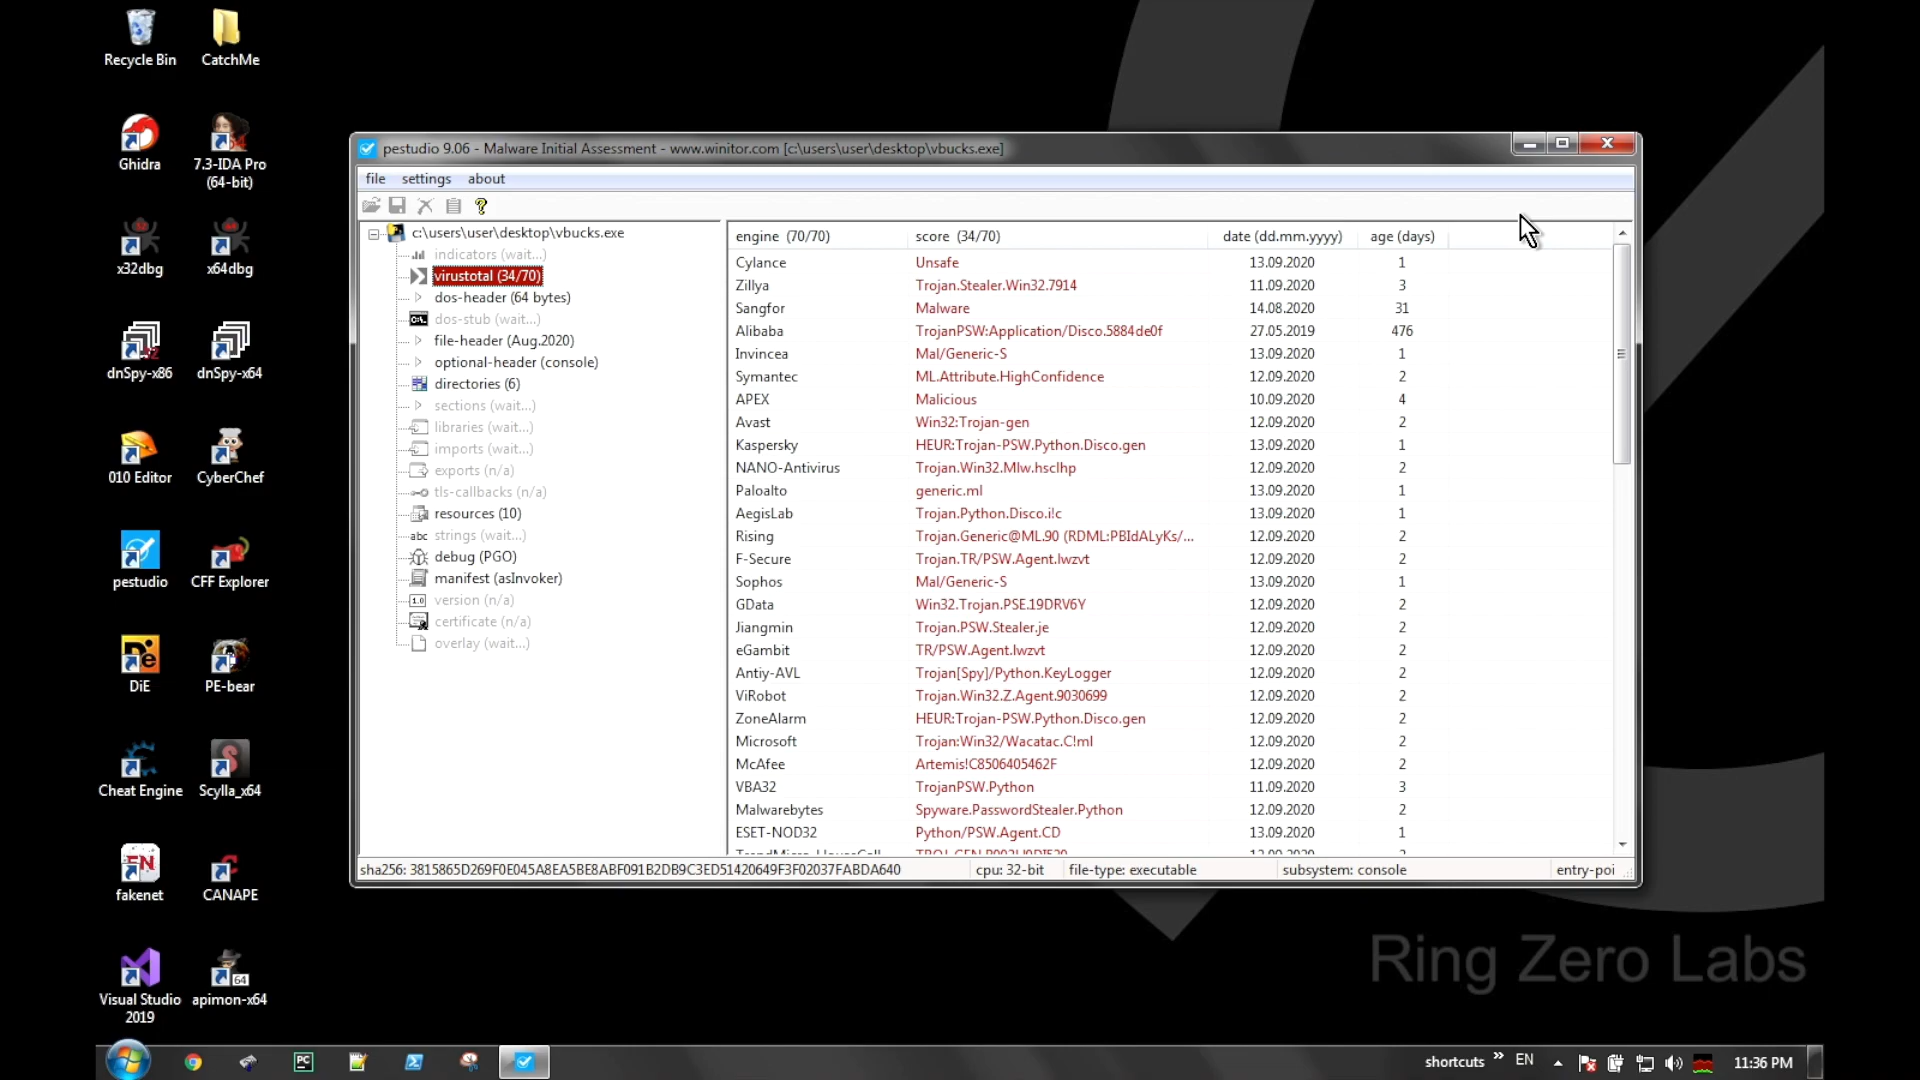 Recycle Bin
CatchMe
Ghidra
7.3-IDA Pro
(64-bit)
x32dbg
x64dbg
dnSpy-x86
dnSpy-x64
010 Editor
CyberChef
pestudio
CFF Explorer
DiE
PE-bear
Cheat Engine
Scylla_x64
fakenet
CANAPE
Visual Studio
2019
apimon-x64
pestudio 9.06 - Malware Initial Assessment - www.winitor.com [c:\users\user\desktop\vbucks.exe]
file settings about
c:\users\user\desktop\vbucks.exe
indicators (wait...)
virustotal (34/70)
dos-header (64 bytes)
dos-stub (wait...)
file-header (Aug.2020)
optional-header (console)
directories (6)
sections (wait...)
libraries (wait...)
imports (wait...)
exports (n/a)
tls-callbacks (n/a)
resources (10)
abc strings (wait...)
debug (PGO)
manifest (asInvoker)
1.0 version (n/a)
certificate (n/a)
overlay (wait...)
engine (70/70) score (34/70) date (dd.mm.yyyy) age (days)
Cylance Unsafe 13.09.2020 1
Zillya Trojan.Stealer.Win32.7914 11.09.2020 3
Sangfor Malware 14.08.2020 31
Alibaba TrojanPSW:Application/Disco.5884de0f 27.05.2019 476
Invincea Mal/Generic-S 13.09.2020 1
Symantec ML.Attribute.HighConfidence 12.09.2020 2
APEX Malicious 10.09.2020 4
Avast Win32:Trojan-gen 12.09.2020 2
Kaspersky HEUR:Trojan-PSW.Python.Disco.gen 13.09.2020 1
NANO-Antivirus Trojan.Win32.Mlw.hsclhp 12.09.2020 2
Paloalto generic.ml 13.09.2020 1
AegisLab Trojan.Python.Disco.i!c 13.09.2020 1
Rising Trojan.Generic@ML.90 (RDML:PBIdALyKs/... 12.09.2020 2
F-Secure Trojan.TR/PSW.Agent.lwzvt 12.09.2020 2
Sophos Mal/Generic-S 13.09.2020 1
GData Win32.Trojan.PSE.19DRV6Y 12.09.2020 2
Jiangmin Trojan.PSW.Stealer.je 12.09.2020 2
eGambit TR/PSW.Agent.lwzvt 12.09.2020 2
Antiy-AVL Trojan[Spy]/Python.KeyLogger 12.09.2020 2
ViRobot Trojan.Win32.Z.Agent.9030699 12.09.2020 2
ZoneAlarm HEUR:Trojan-PSW.Python.Disco.gen 12.09.2020 2
Microsoft Trojan:Win32/Wacatac.C!ml 12.09.2020 2
McAfee Artemis!C8506405462F 12.09.2020 2
VBA32 TrojanPSW.Python 11.09.2020 3
Malwarebytes Spyware.PasswordStealer.Python 12.09.2020 2
ESET-NOD32 Python/PSW.Agent.CD 13.09.2020 1
sha256: 3815865D269F0E045A8EA5BE8ABF091B2DB9C3ED51420649F3F02037FABDA640 cpu: 32-bit file-type: executable subsystem: console entry-poi
Ring Zero Labs
shortcuts EN 11:36 PM